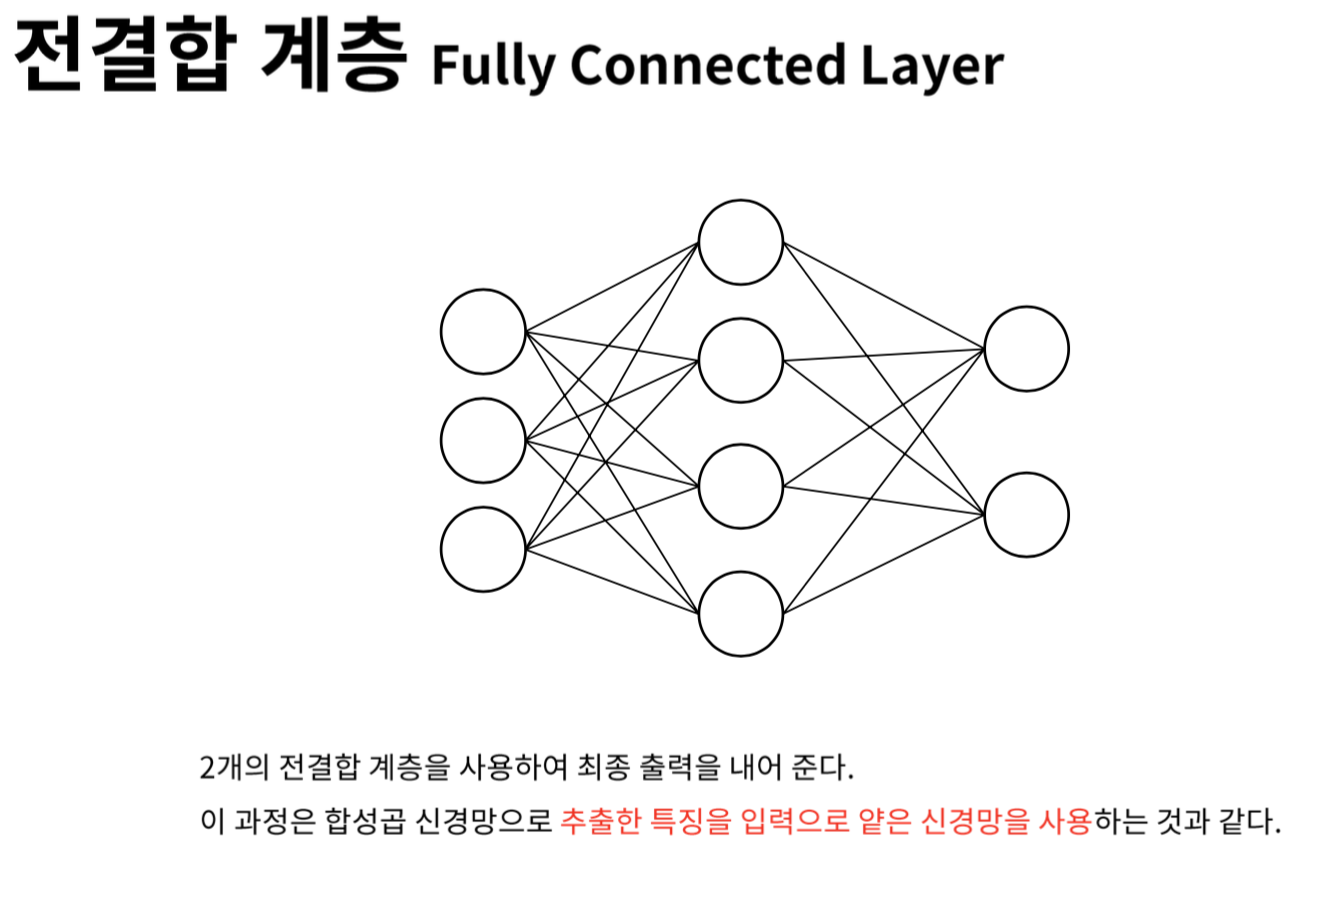 전결합 계층 Fully Connected Layer
2개의 전결합 계층을 사용하여 최종 출력을 내어 준다.
이 과정은 합성곱 신경망으로 추출한 특징을 입력으로 얕은 신경망을 사용하는 것과 같다.